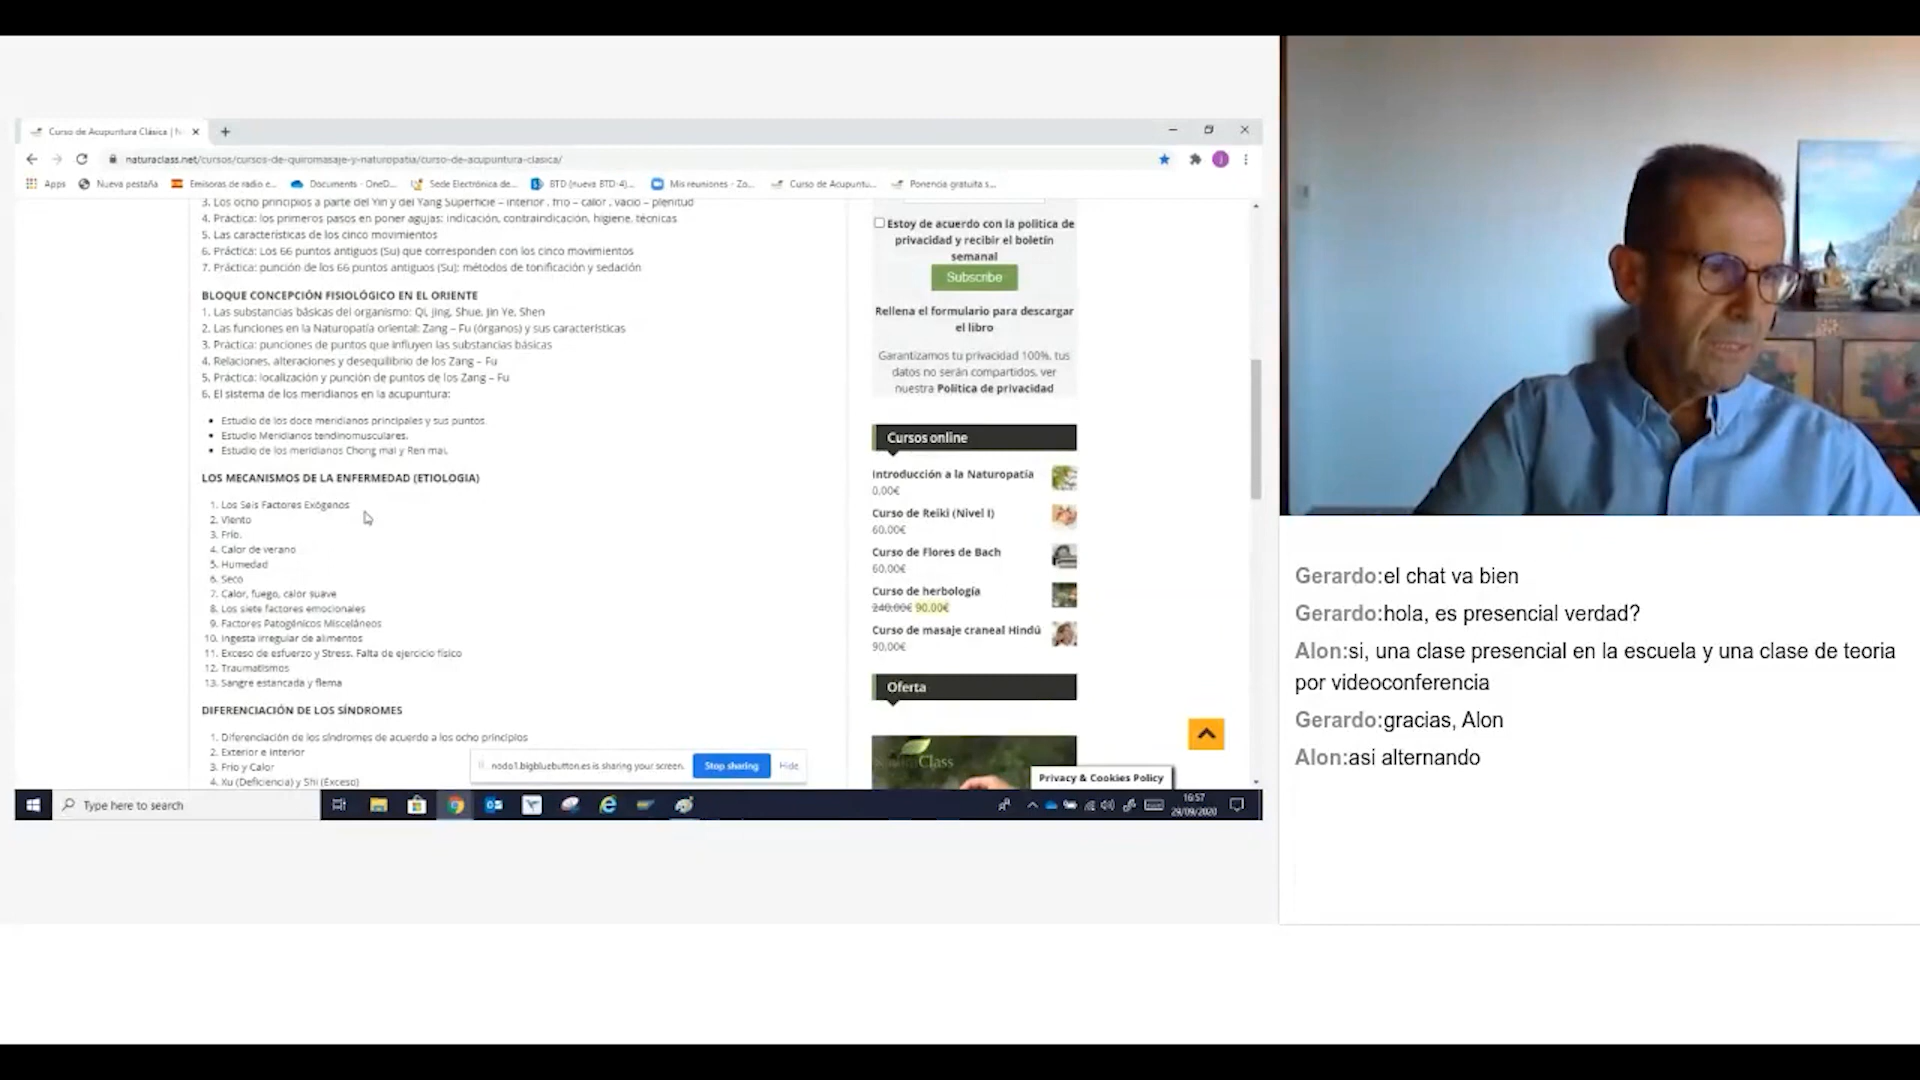 Curso de Acupuntura Clásica | N
naturaclass.net/cursos/cursos-de-quiromasaje-y-naturopatia/curso-de-acupuntura-clasica/
Apps
Nueva pestaña
Emisoras de radio e...
Documents - OneD...
Sede Electrónica de...
BTD (nueva BTD-4)...
Mis reuniones - Zo...
Curso de Acupuntu...
Ponencia gratuita s...
3. Los ocho principios a parte del Yin y del Yang Superficie – interior , frío – calor , vacío – plenitud
4. Practica: los primeros pasos en poner agujas: indicación, contraindicación, higiene, técnicas
5. Las características de los cinco movimientos
6. Práctica: Los 66 puntos antiguos (Su) que corresponden con los cinco movimientos
7. Práctica: punción de los 66 puntos antiguos (Su): métodos de tonificación y sedación
BLOQUE CONCEPCIÓN FISIOLÓGICO EN EL ORIENTE
1. Las substancias básicas del organismo: Qi, Jing, Shue, Jin Ye, Shen
2. Las funciones en la Naturopatía oriental: Zang – Fu (órganos) y sus características
3. Práctica: punciones de puntos que influyen las substancias básicas
4. Relaciones, alteraciones y desequilibrio de los Zang – Fu
5. Práctica: localización y punción de puntos de los Zang – Fu
6. El sistema de los meridianos en la acupuntura:
Estudio de los doce meridianos principales y sus puntos.
Estudio Meridianos tendinomusculares.
Estudio de los meridianos Chong mai y Ren mai.
LOS MECANISMOS DE LA ENFERMEDAD (ETIOLOGIA)
1. Los Seis Factores Exógenos
2. Viento
3. Frío.
4. Calor de verano
5. Humedad
6. Seco
7. Calor, fuego, calor suave
8. Los siete factores emocionales
9. Factores Patogénicos Misceláneos
10. Ingesta irregular de alimentos
11. Exceso de esfuerzo y Stress. Falta de ejercicio físico
12. Traumatismos
13. Sangre estancada y flema
DIFERENCIACIÓN DE LOS SÍNDROMES
1. Diferenciación de los síndromes de acuerdo a los ocho principios
2. Exterior e interior
3. Frío y Calor
4. Xu (Deficiencia) y Shi (Exceso)
nodo1.bigbluebutton.es is sharing your screen.
Stop sharing
Hide
Estoy de acuerdo con la política de
privacidad y recibir el boletín
semanal
Subscribe
Rellena el formulario para descargar
el libro
Garantizamos tu privacidad 100%, tus
datos no serán compartidos, ver
nuestra Política de privacidad
Cursos online
Introducción a la Naturopatía
0.00€
Curso de Reiki (Nivel I)
60.00€
Curso de Flores de Bach
60.00€
Curso de herbología
240.00€ 90.00€
Curso de masaje craneal Hindú
90.00€
Oferta
Class
Privacy & Cookies Policy
Type here to search
16:57
29/09/2020
Gerardo:el chat va bien
Gerardo:hola, es presencial verdad?
Alon:si, una clase presencial en la escuela y una clase de teoria
por videoconferencia
Gerardo:gracias, Alon
Alon:asi alternando